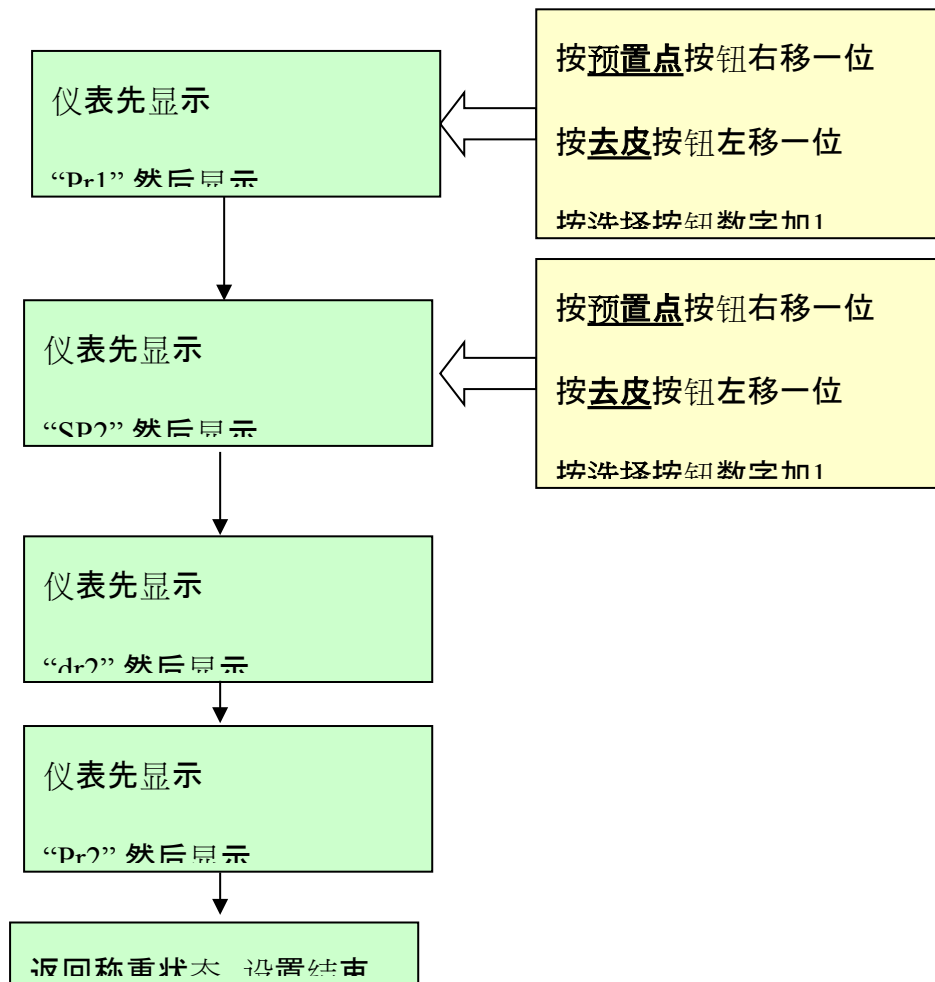 仪表先显示
“Pr1” 然后显示
按预置点按钮右移一位
按去皮按钮左移一位
按选择按钮数字加1
仪表先显示
“SP2” 然后显示
按预置点按钮右移一位
按去皮按钮左移一位
按选择按钮数字加1
仪表先显示
“dr2” 然后显示
仪表先显示
“Pr2” 然后显示
返回称重状态 设置结束